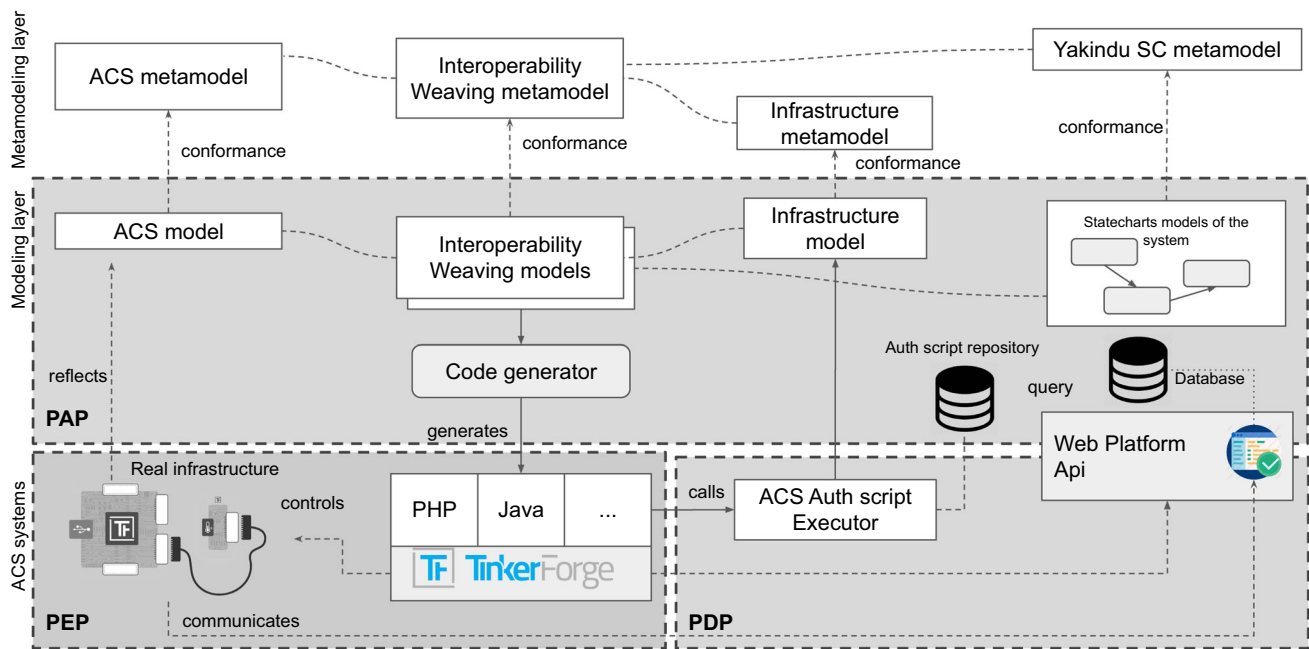 Metamodeling layer
ACS metamodel
Interoperability
Weaving metamodel
Yakindu SC metamodel
Infrastructure
metamodel
conformance
conformance
conformance
conformance
Modeling layer
ACS model
Interoperability
Weaving models
Infrastructure
model
Statecharts models of the
system
Code generator
Auth script repository
query
Database
reflects
PAP
generates
Web Platform
Api
ACS systems
Real infrastructure
controls
PHP
Java
...
calls
ACS Auth script
Executor
TF
TF TinkerForge
communicates
PEP
PDP